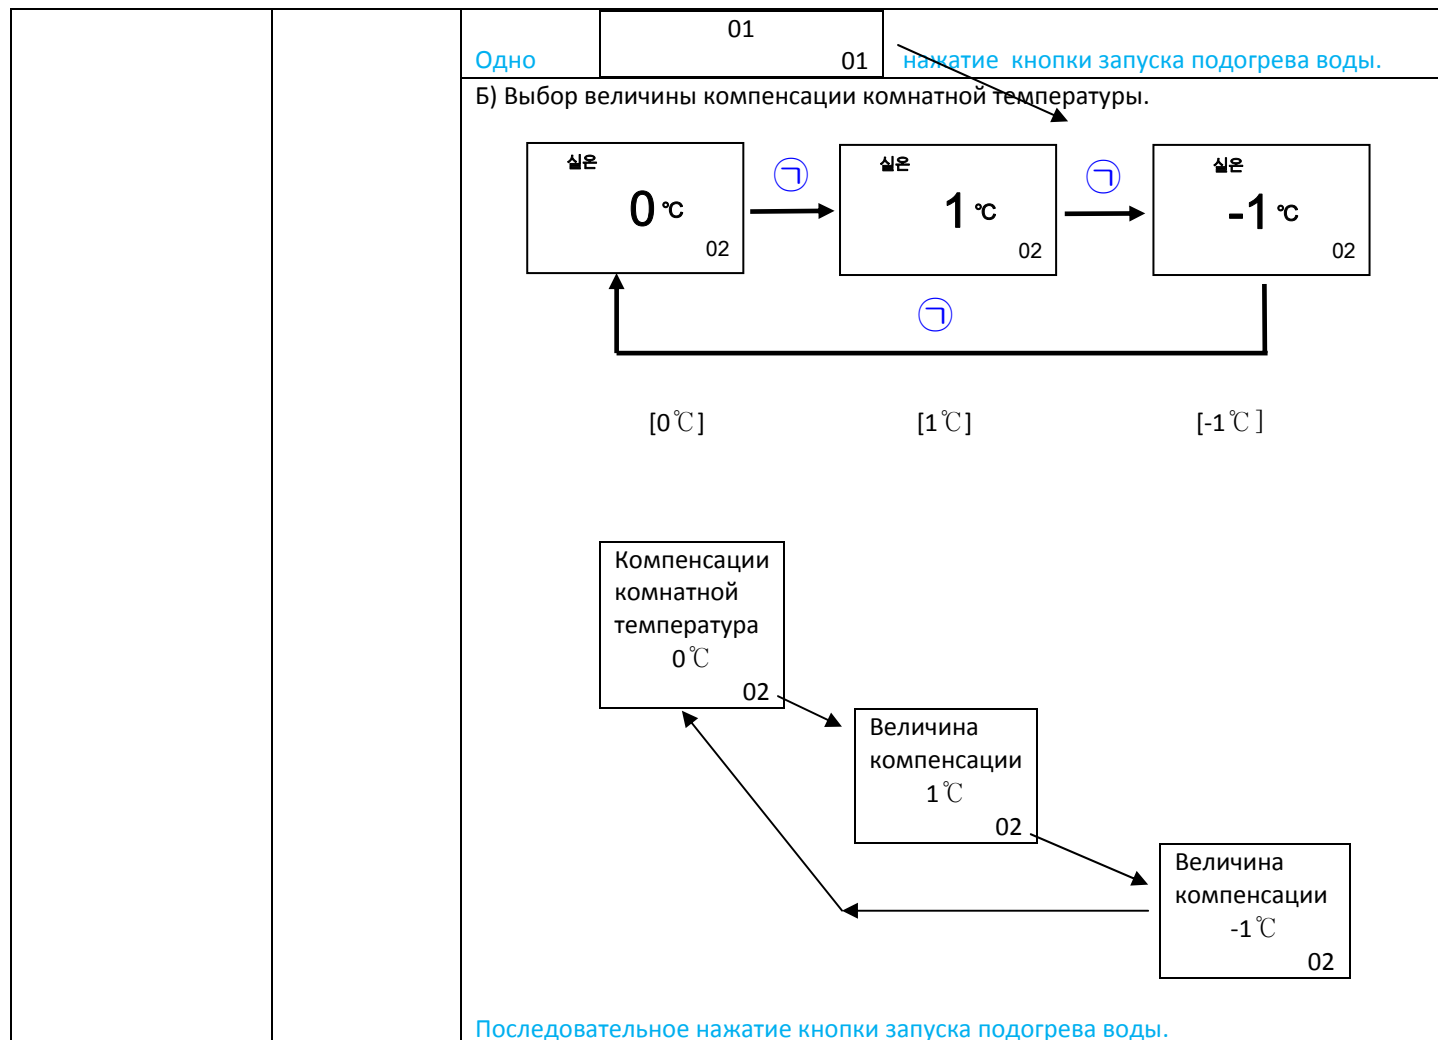 01
Одно 01 нажатие кнопки запуска подогрева воды.
Б) Выбор величины компенсации комнатной температуры.
실온 실온 실온
㉠ ㉠
0 ℃ 1 ℃ -1 ℃
02 02 02
㉠
[0℃] [1℃] [-1℃]
Компенсации
комнатной
температура
0℃
02
Величина
компенсации
1℃
02
Величина
компенсации
-1℃
02
Последовательное нажатие кнопки запуска подогрева воды.